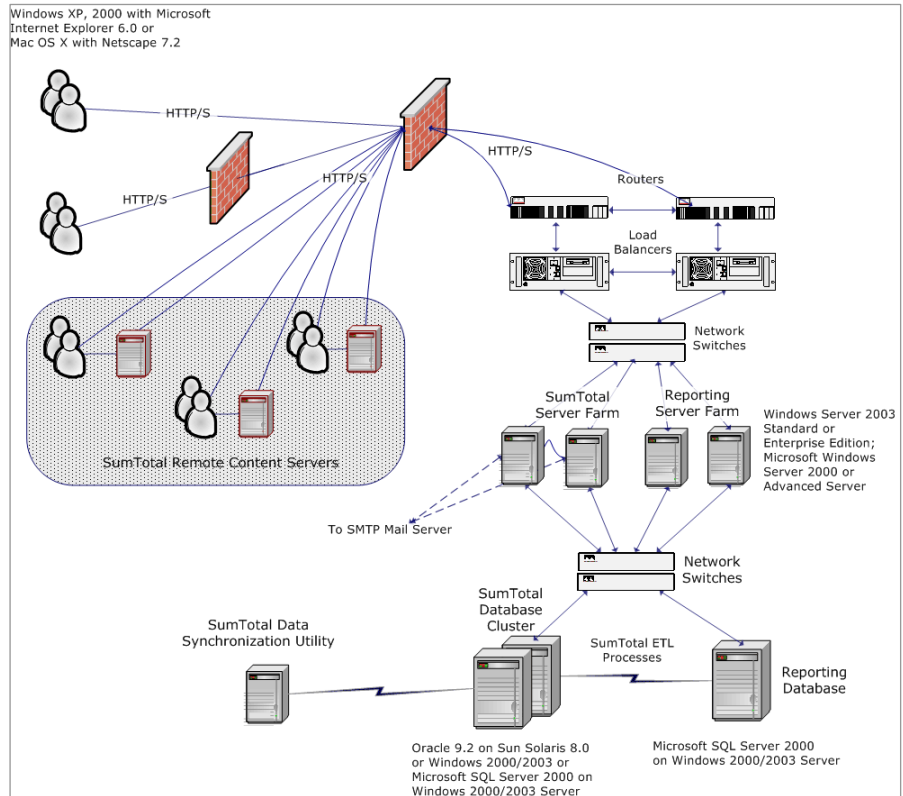 Windows XP, 2000 with Microsoft
Internet Explorer 6.0 or
Mac OS X with Netscape 7.2
HTTP/S
HTTP/S
HTTP/S
HTTP/S
Routers
Load
Balancers
Network
Switches
SumTotal
Server Farm
Reporting
Server Farm
Windows Server 2003
Standard or
Enterprise Edition;
Microsoft Windows
Server 2000 or
Advanced Server
SumTotal Remote Content Servers
To SMTP Mail Server
Network
Switches
SumTotal
Database
Cluster
SumTotal Data
Synchronization Utility
SumTotal ETL
Processes
Reporting
Database
Oracle 9.2 on Sun Solaris 8.0
or Windows 2000/2003 or
Microsoft SQL Server 2000 on
Windows 2000/2003 Server
Microsoft SQL Server 2000
on Windows 2000/2003 Server